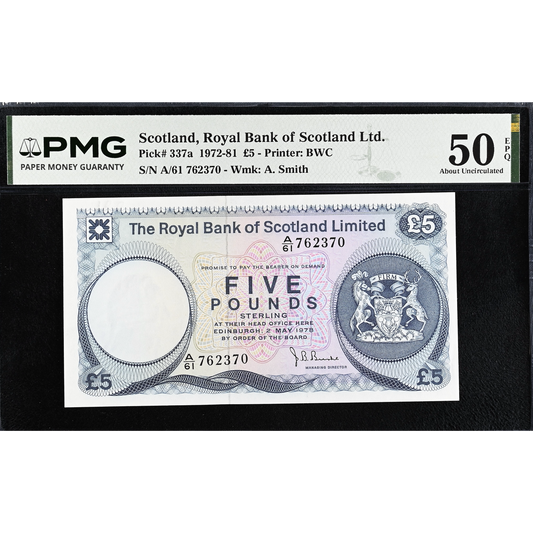 PMG
PAPER MONEY GUARANTY
Scotland, Royal Bank of Scotland Ltd.
Pick# 337a 1972-81 £5 - Printer: BWC
S/N A/61 762370 - Wmk: A. Smith
50
EPQ
About Uncirculated
£5
The Royal Bank of Scotland Limited
A/61 762370
PROMISE TO PAY THE BEARER ON DEMAND
FIVE
POUNDS
STERLING
AT THEIR HEAD OFFICE HERE
EDINBURGH, 2 MAY 1978
BY ORDER OF THE BOARD
FIRM
A/61 762370
J B Burke
MANAGING DIRECTOR
£5
£5